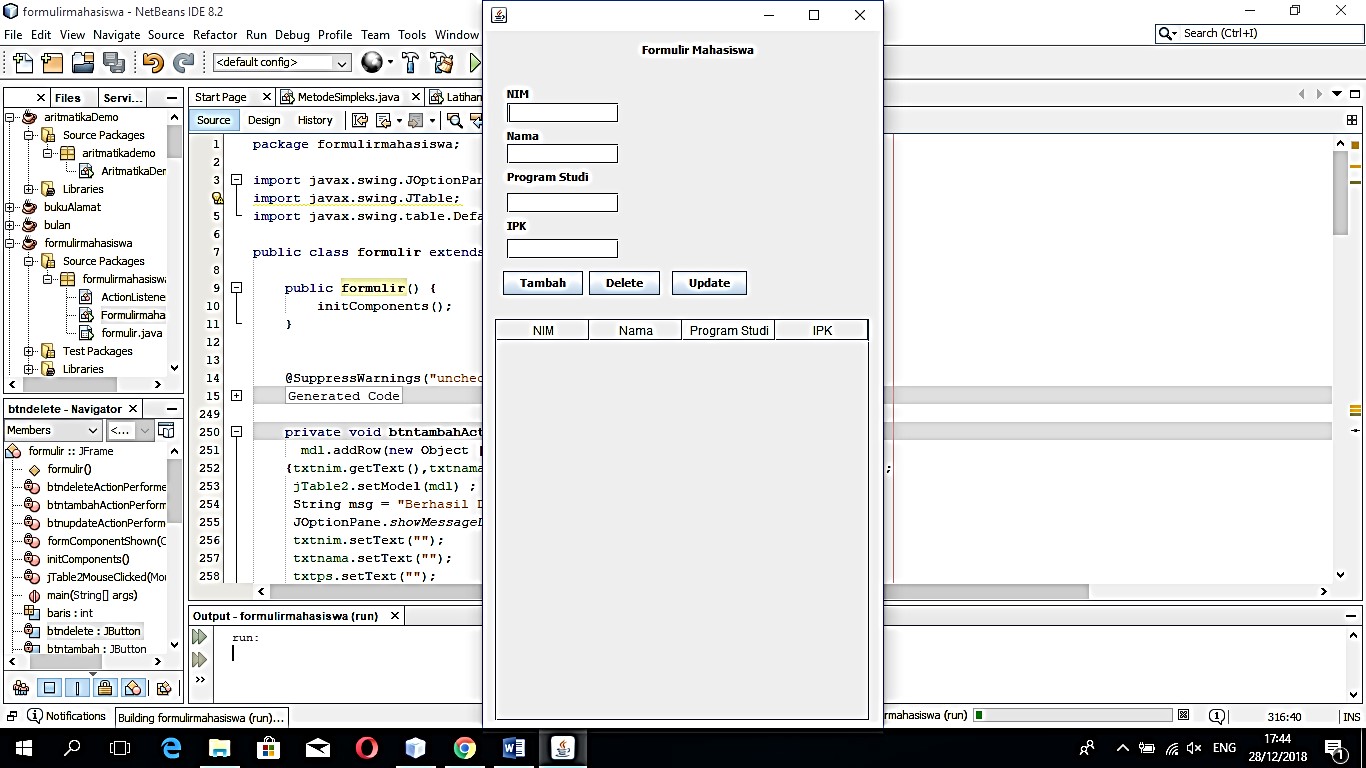 formulirmahasiswa - NetBeans IDE 8.2
File Edit View Navigate Source Refactor Run Debug Profile Team Tools Window
Search (Ctrl+I)
<default config>
Files Servi...
aritmatikaDemo
Source Packages
aritmatikademo
AritmatikaDer
Libraries
bukuAlamat
bulan
formulirmahasiswa
Source Packages
formulirmahasiswa
ActionListene
Formulirmaha
formulir.java
Test Packages
Libraries
btndelete - Navigator
Members <...
formulir :: JFrame
formulir()
btndeleteActionPerforme
btntambahActionPerforme
btnupdateActionPerform
formComponentShown(C
initComponents()
jTable2MouseClicked(Mou
main(String[] args)
baris : int
btndelete : JButton
btntambah : JButton
Start Page MetodeSimpleks.java Latihan
Source Design History
1 package formulirmahasiswa;
2
3 import javax.swing.JOptionPan
import javax.swing.JTable;
5 import javax.swing.table.Defa
6
7 public class formulir extends
8
9 public formulir() {
10 initComponents();
11 }
12
13
14 @SuppressWarnings("unchec
15 Generated Code
249
250 private void btntambahAct
251 mdl.addRow(new Object [
252 {txtnim.getText(),txtnama ;
253 jTable2.setModel(mdl) ;
254 String msg = "Berhasil D
255 JOptionPane.showMessageD
256 txtnim.setText("");
257 txtnama.setText("");
258 txtps.setText("");
Output - formulirmahasiswa (run)
run:
Formulir Mahasiswa
NIM
Nama
Program Studi
IPK
Tambah Delete Update
NIM Nama Program Studi IPK
Notifications Building formulirmahasiswa (run)... rmahasiswa (run) 316:40 INS
ENG
17:44
28/12/2018
1